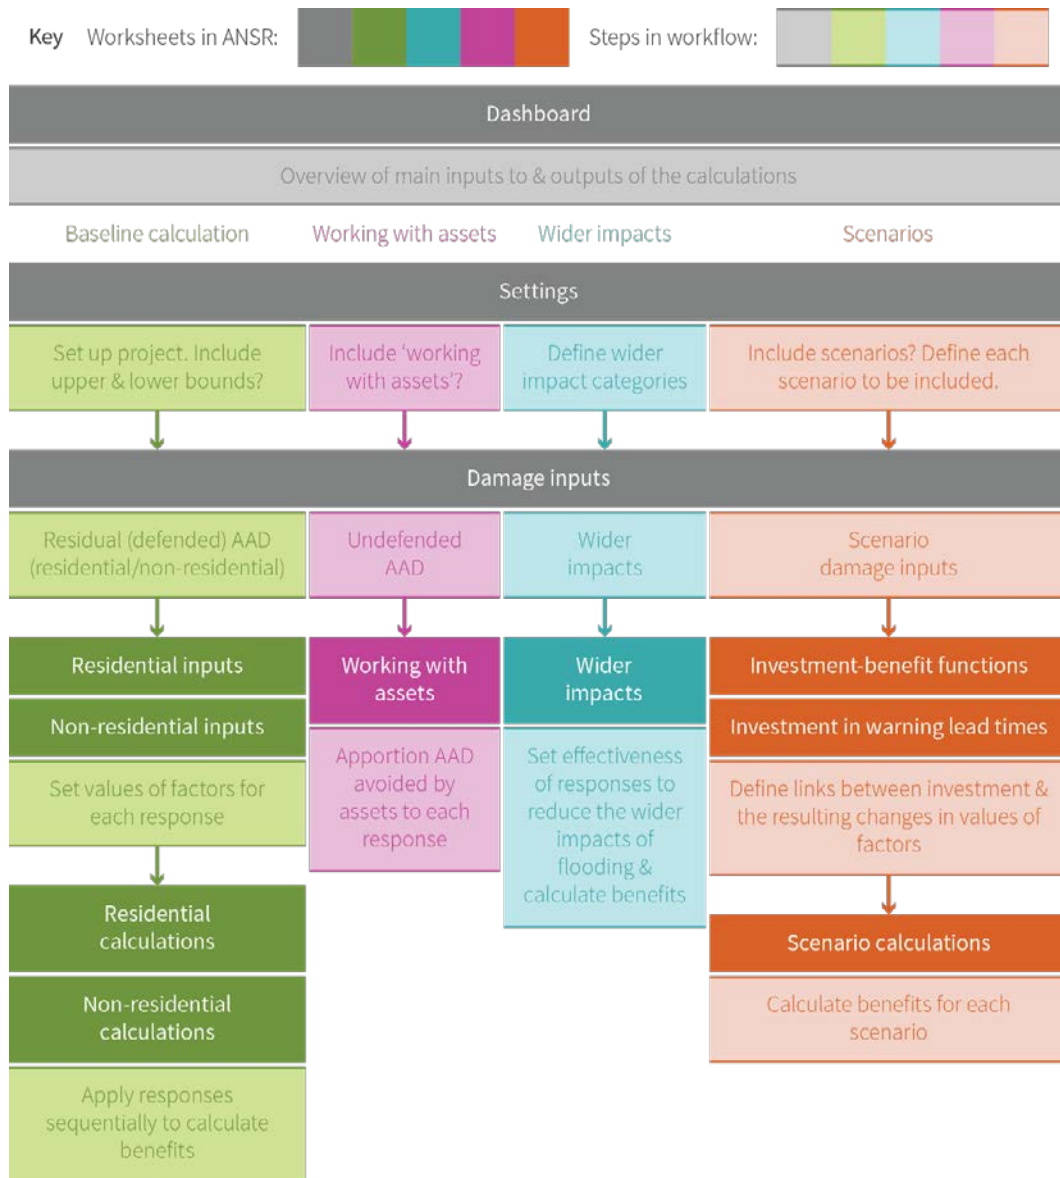 Key Worksheets in ANSR: Steps in workflow:
Dashboard
Overview of main inputs to & outputs of the calculations
Baseline calculation
Working with assets
Wider impacts
Scenarios
Settings
Set up project. Include
upper & lower bounds?
Include ‘working
with assets’?
Define wider
impact categories
Include scenarios? Define each
scenario to be included.
Damage inputs
Residual (defended) AAD
(residential/non-residential)
Undefended
AAD
Wider
impacts
Scenario
damage inputs
Residential inputs
Non-residential inputs
Set values of factors for
each response
Residential
calculations
Non-residential
calculations
Apply responses
sequentially to calculate
benefits
Working with
assets
Apportion AAD
avoided by
assets to each
response
Wider
impacts
Set effectiveness
of responses to
reduce the wider
impacts of
flooding &
calculate benefits
Investment-benefit functions
Investment in warning lead times
Define links between investment &
the resulting changes in values of
factors
Scenario calculations
Calculate benefits for each
scenario